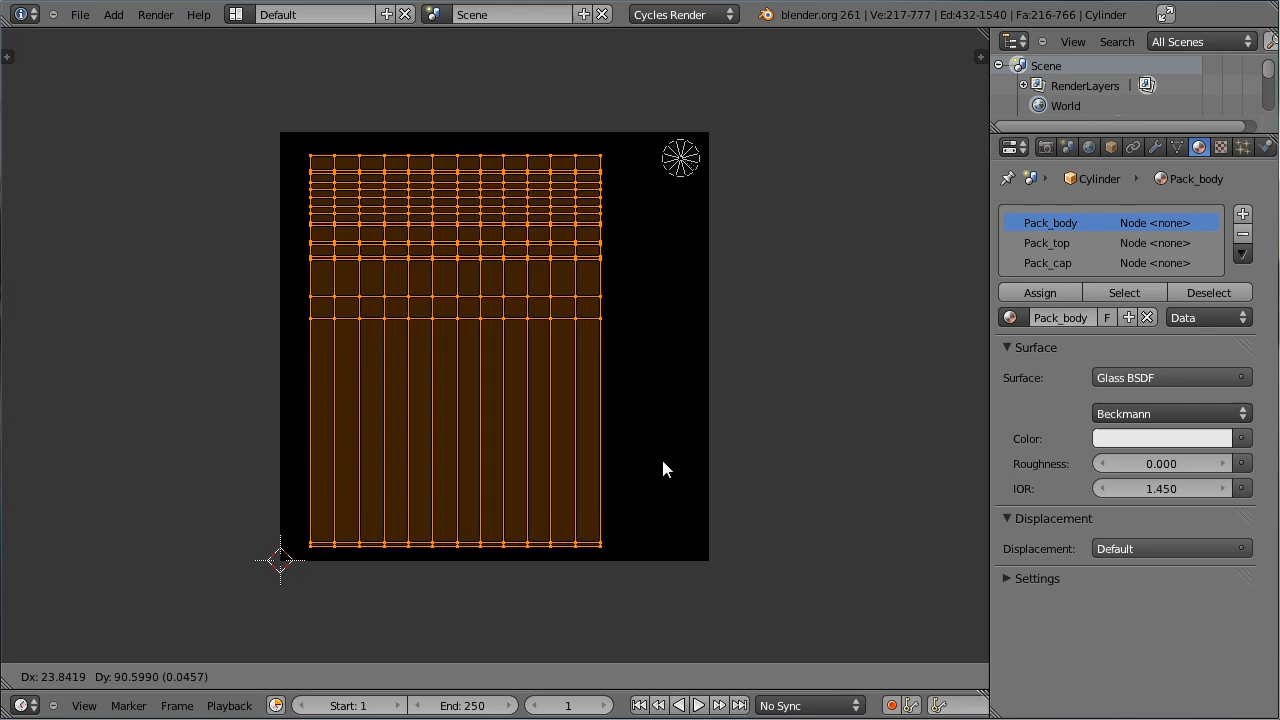 File Add Render Help Default Scene Cycles Render blender.org 261 | Ve:217-777 | Ed:432-1540 | Fa:216-766 | Cylinder
View Search All Scenes
Scene
RenderLayers |
World
Cylinder Pack_body
Pack_body Node <none>
Pack_top Node <none>
Pack_cap Node <none>
Assign Select Deselect
Pack_body F Data
Surface
Surface: Glass BSDF
Beckmann
Color:
Roughness: 0.000
IOR: 1.450
Displacement
Displacement: Default
Settings
Dx: 23.8419 Dy: 90.5990 (0.0457)
View Marker Frame Playback Start: 1 End: 250 1 No Sync